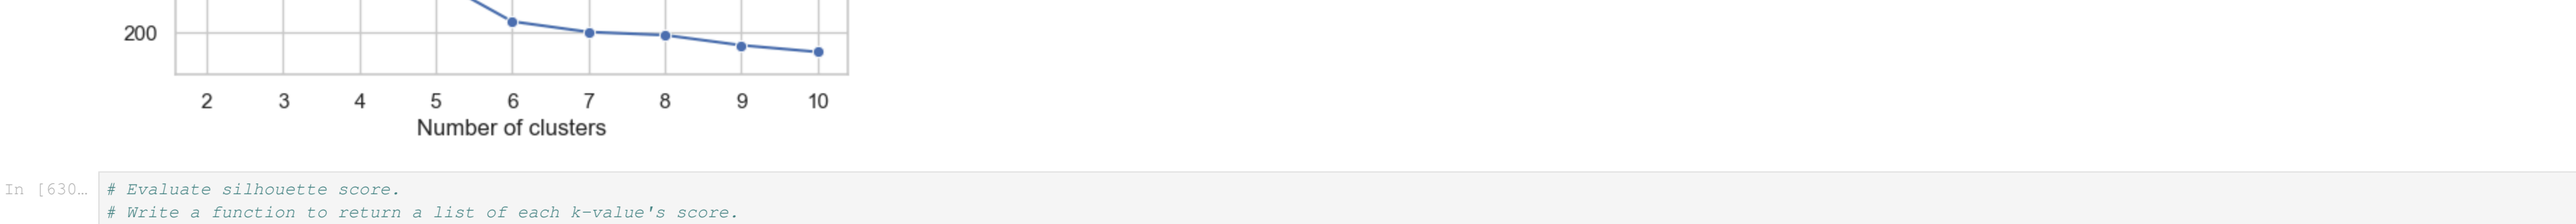 200
2 3 4 5 6 7 8 9 10
Number of clusters
In [630…
# Evaluate silhouette score.
# Write a function to return a list of each k-value's score.